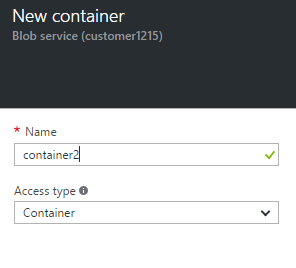 New container
Blob service (customer1215)
* Name
container2
Access type
Container